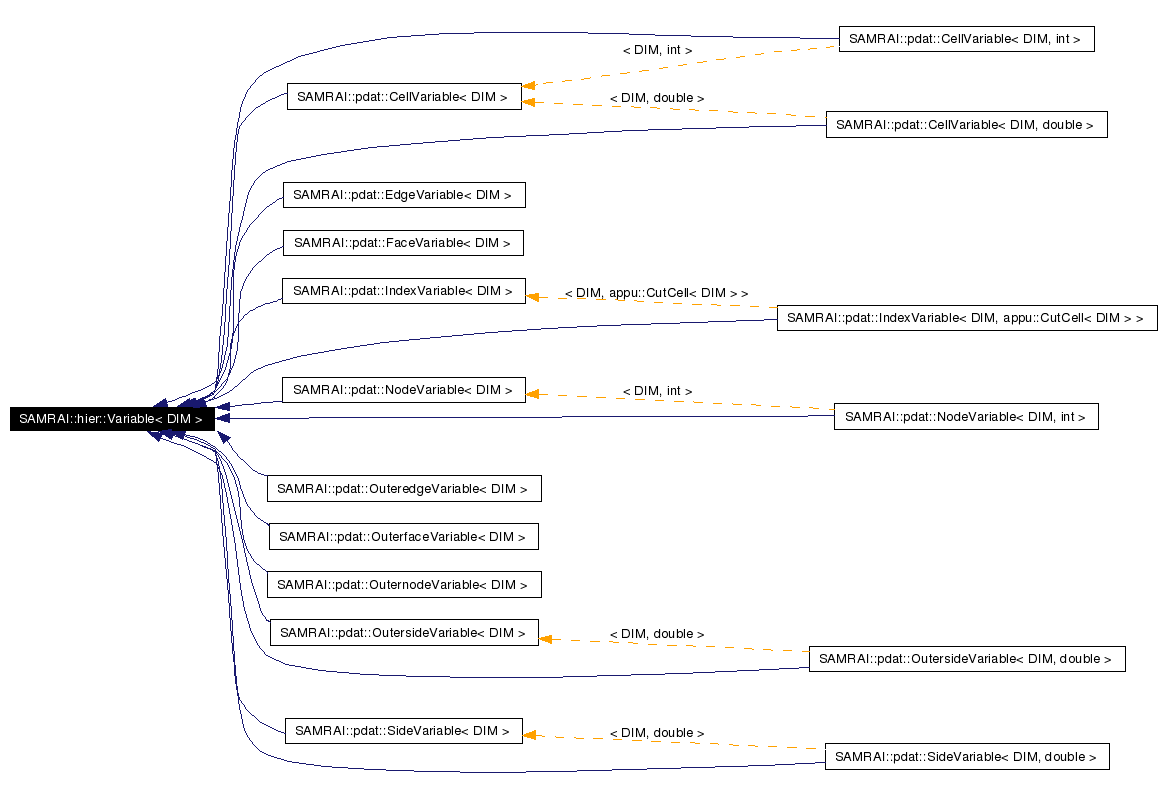 SAMRAI::pdat::CellVariable< DIM, int >
< DIM, int >
SAMRAI::pdat::CellVariable< DIM >
< DIM, double >
SAMRAI::pdat::CellVariable< DIM, double >
SAMRAI::pdat::EdgeVariable< DIM >
SAMRAI::pdat::FaceVariable< DIM >
SAMRAI::pdat::IndexVariable< DIM >
< DIM, appu::CutCell< DIM > >
SAMRAI::pdat::IndexVariable< DIM, appu::CutCell< DIM > >
SAMRAI::pdat::NodeVariable< DIM >
< DIM, int >
SAMRAI::pdat::NodeVariable< DIM, int >
SAMRAI::hier::Variable< DIM >
SAMRAI::pdat::OuteredgeVariable< DIM >
SAMRAI::pdat::OuterfaceVariable< DIM >
SAMRAI::pdat::OuternodeVariable< DIM >
SAMRAI::pdat::OutersideVariable< DIM >
< DIM, double >
SAMRAI::pdat::OutersideVariable< DIM, double >
SAMRAI::pdat::SideVariable< DIM >
< DIM, double >
SAMRAI::pdat::SideVariable< DIM, double >